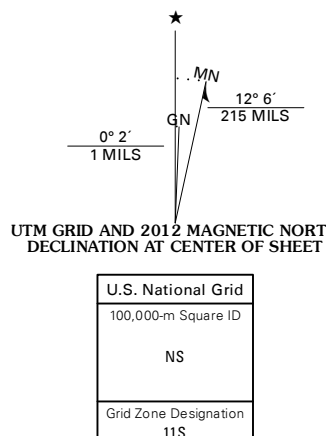 ★
MN
GN
12° 6´
215 MILS
0° 2´
1 MILS
UTM GRID AND 2012 MAGNETIC NORT
DECLINATION AT CENTER OF SHEET
U.S. National Grid
100,000-m Square ID
NS
Grid Zone Designation
11S